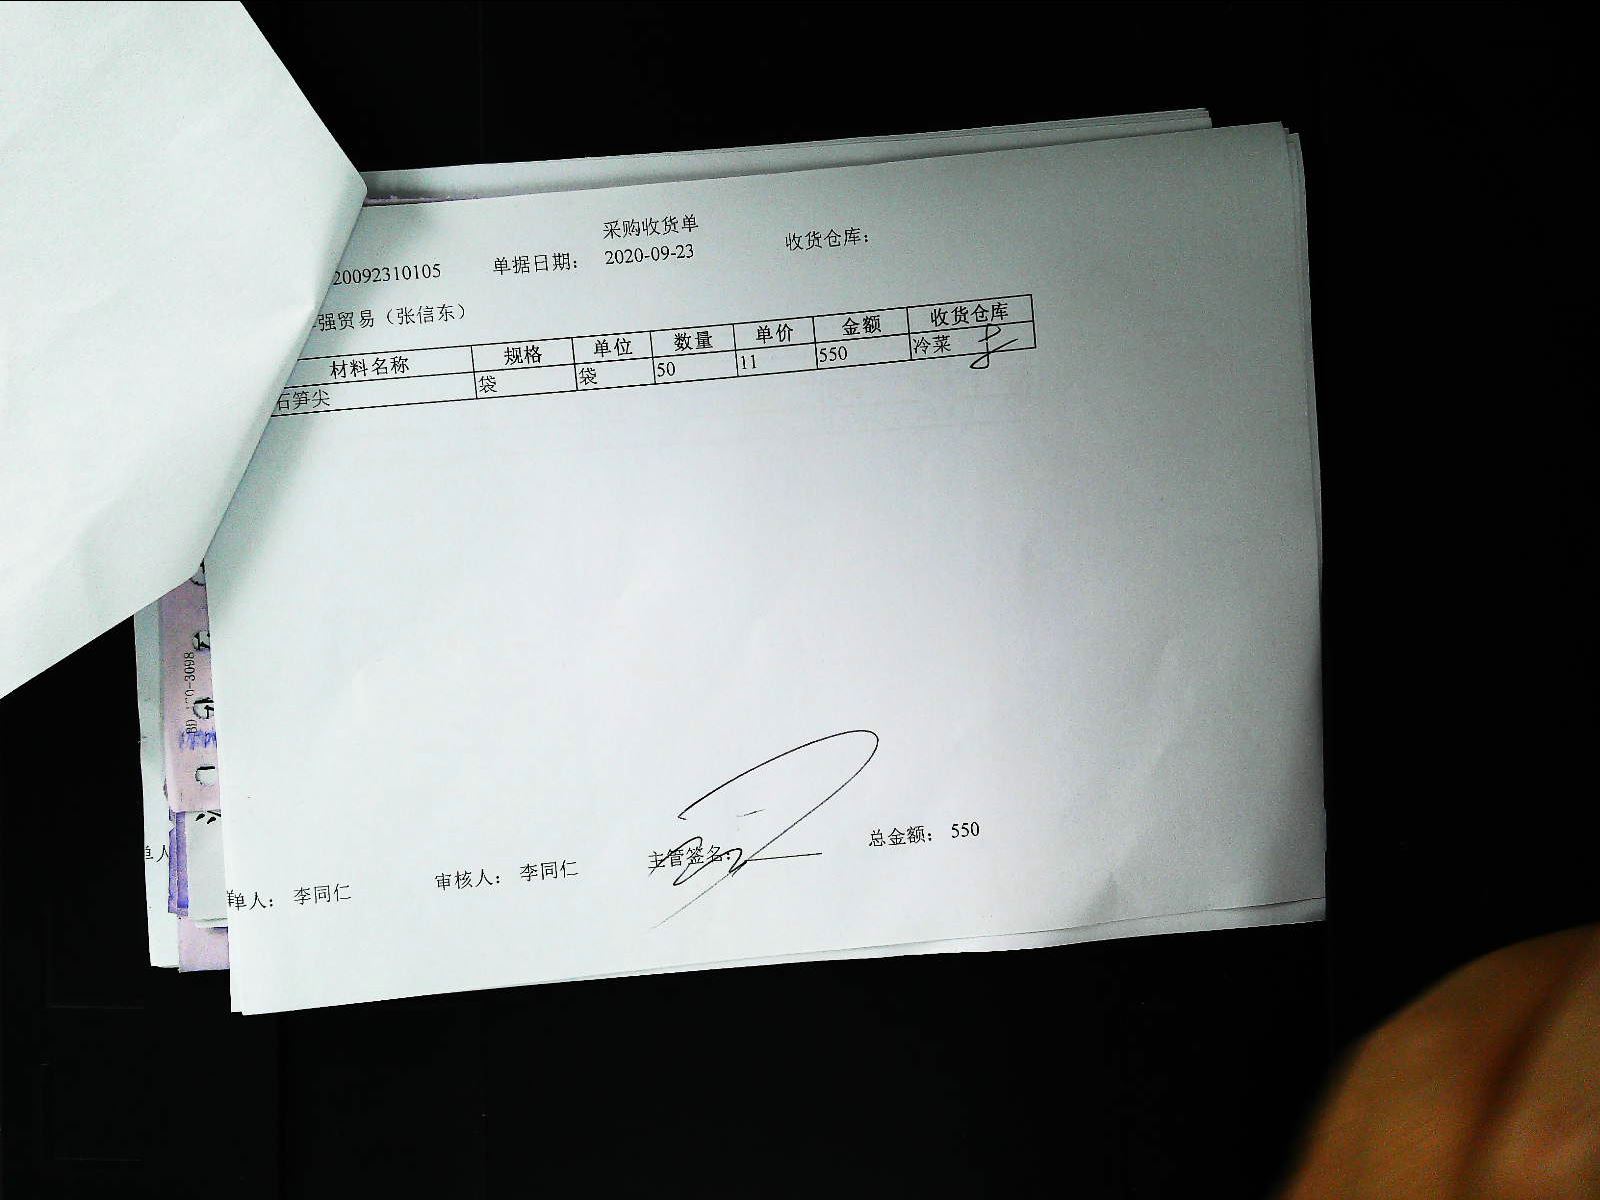 采购收货单
20092310105 单据日期: 2020-09-23 收货仓库:
强贸易（张信东）
材料名称 规格 单位 数量 单价 金额 收货仓库
石笋尖 袋 袋 50 11 550 冷菜
单人: 李同仁 审核人: 李同仁 主管签名: 总金额: 550
单人
-3098